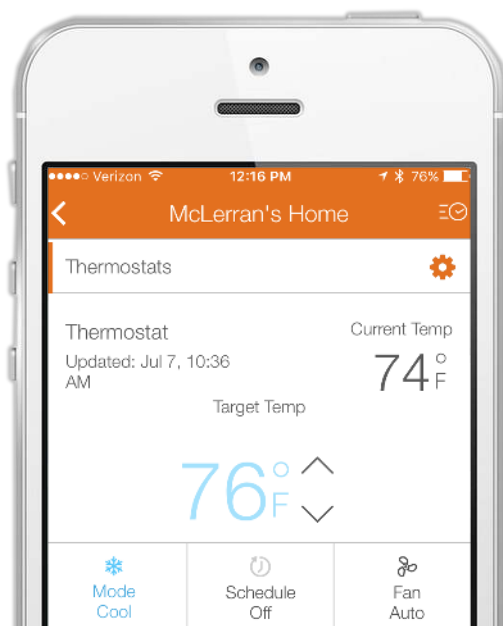 Verizon 12:16 PM 76%
McLerran's Home
Thermostats
Thermostat
Current Temp
Updated: Jul 7, 10:36
AM
74°F
Target Temp
76°F
Mode
Cool
Schedule
Off
Fan
Auto